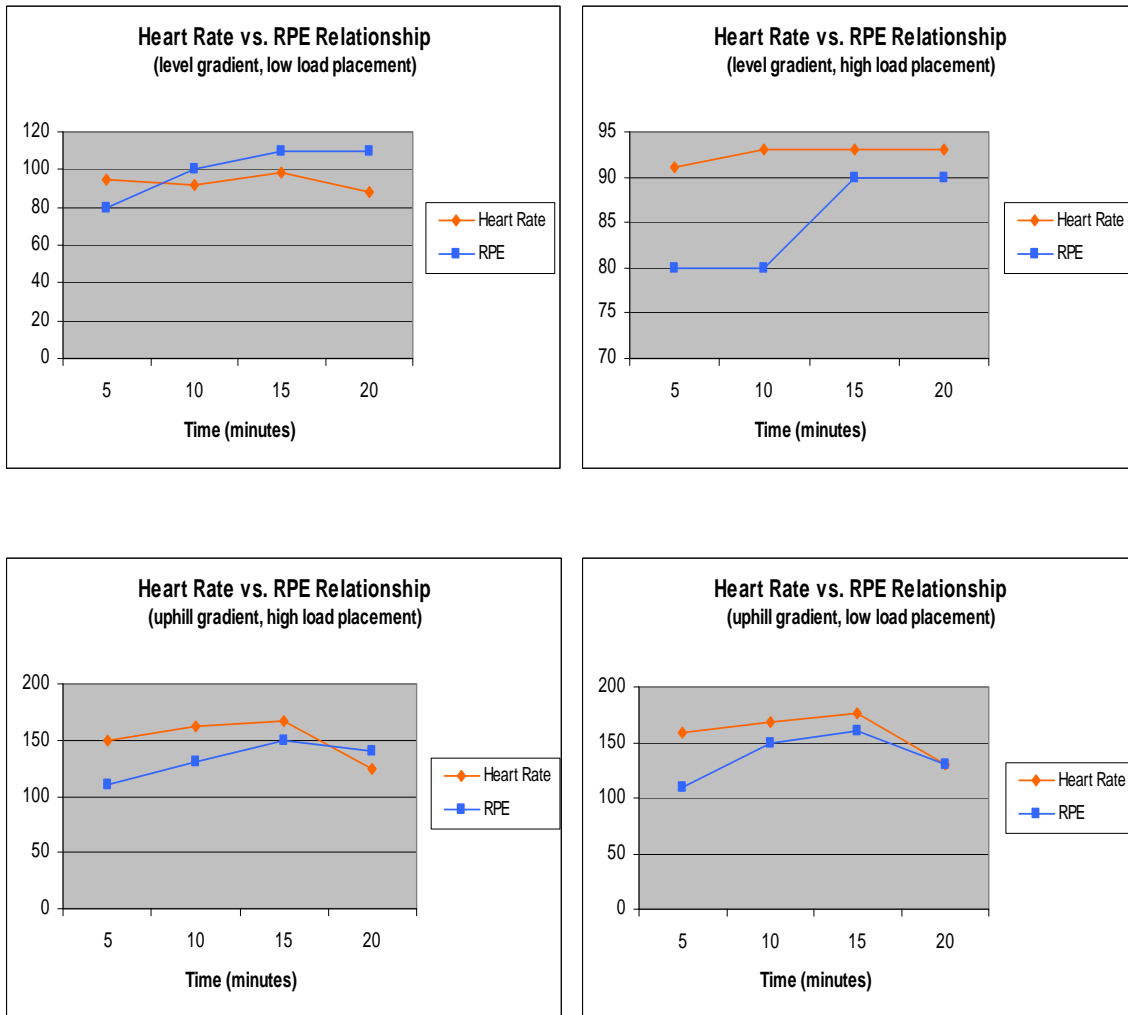 Heart Rate vs. RPE Relationship
(level gradient, low load placement)
120
100
80
60
40
20
0
5 10 15 20
Time (minutes)
Heart Rate
RPE
Heart Rate vs. RPE Relationship
(level gradient, high load placement)
95
90
85
80
75
70
5 10 15 20
Time (minutes)
Heart Rate
RPE
Heart Rate vs. RPE Relationship
(uphill gradient, high load placement)
200
150
100
50
0
5 10 15 20
Time (minutes)
Heart Rate
RPE
Heart Rate vs. RPE Relationship
(uphill gradient, low load placement)
200
150
100
50
0
5 10 15 20
Time (minutes)
Heart Rate
RPE